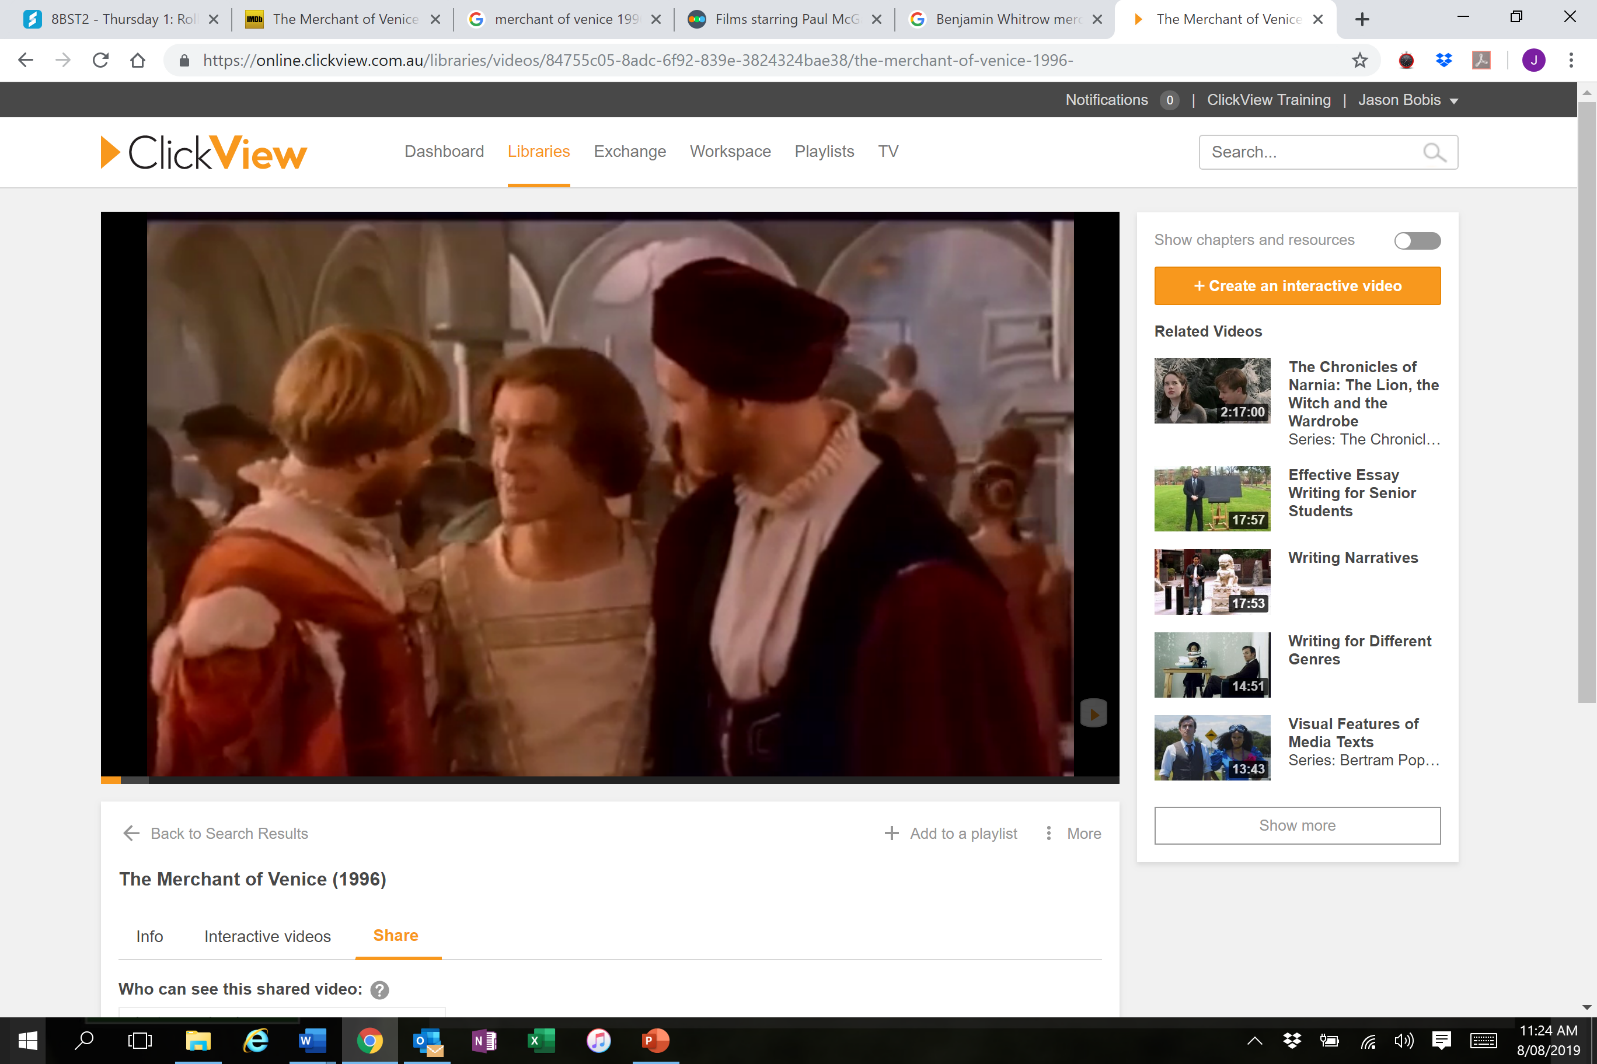 8BST2 - Thursday 1: Rol
The Merchant of Venice
merchant of venice 199
Films starring Paul McG
Benjamin Whitrow mer
The Merchant of Venice
https://online.clickview.com.au/libraries/videos/84755c05-8adc-6f92-839e-3824324bae38/the-merchant-of-venice-1996-
J
Notifications 0 | ClickView Training | Jason Bobis
ClickView
Dashboard Libraries Exchange Workspace Playlists TV
Search...
Show chapters and resources
+ Create an interactive video
Related Videos
2:17:00
The Chronicles of
Narnia: The Lion, the
Witch and the
Wardrobe
Series: The Chronicl...
17:57
Effective Essay
Writing for Senior
Students
17:53
Writing Narratives
14:51
Writing for Different
Genres
13:43
Visual Features of
Media Texts
Series: Bertram Pop...
Show more
Back to Search Results
+ Add to a playlist
More
The Merchant of Venice (1996)
Info Interactive videos Share
Who can see this shared video: ?
11:24 AM
8/08/2019